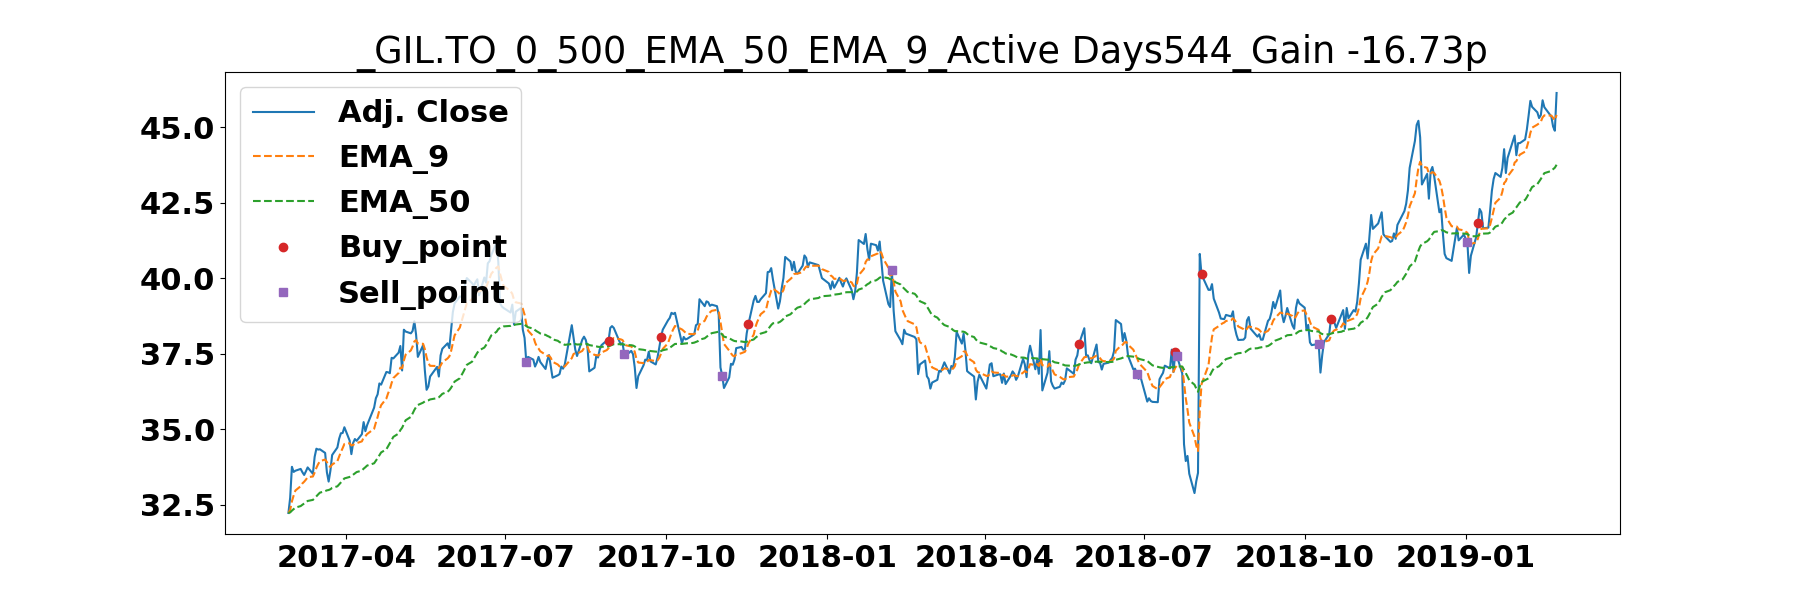 _GIL.TO_0_500_EMA_50_EMA_9_Active Days544_Gain -16.73p
Adj. Close
EMA_9
EMA_50
Buy_point
Sell_point
45.0
42.5
40.0
37.5
35.0
32.5
2017-04 2017-07 2017-10 2018-01 2018-04 2018-07 2018-10 2019-01